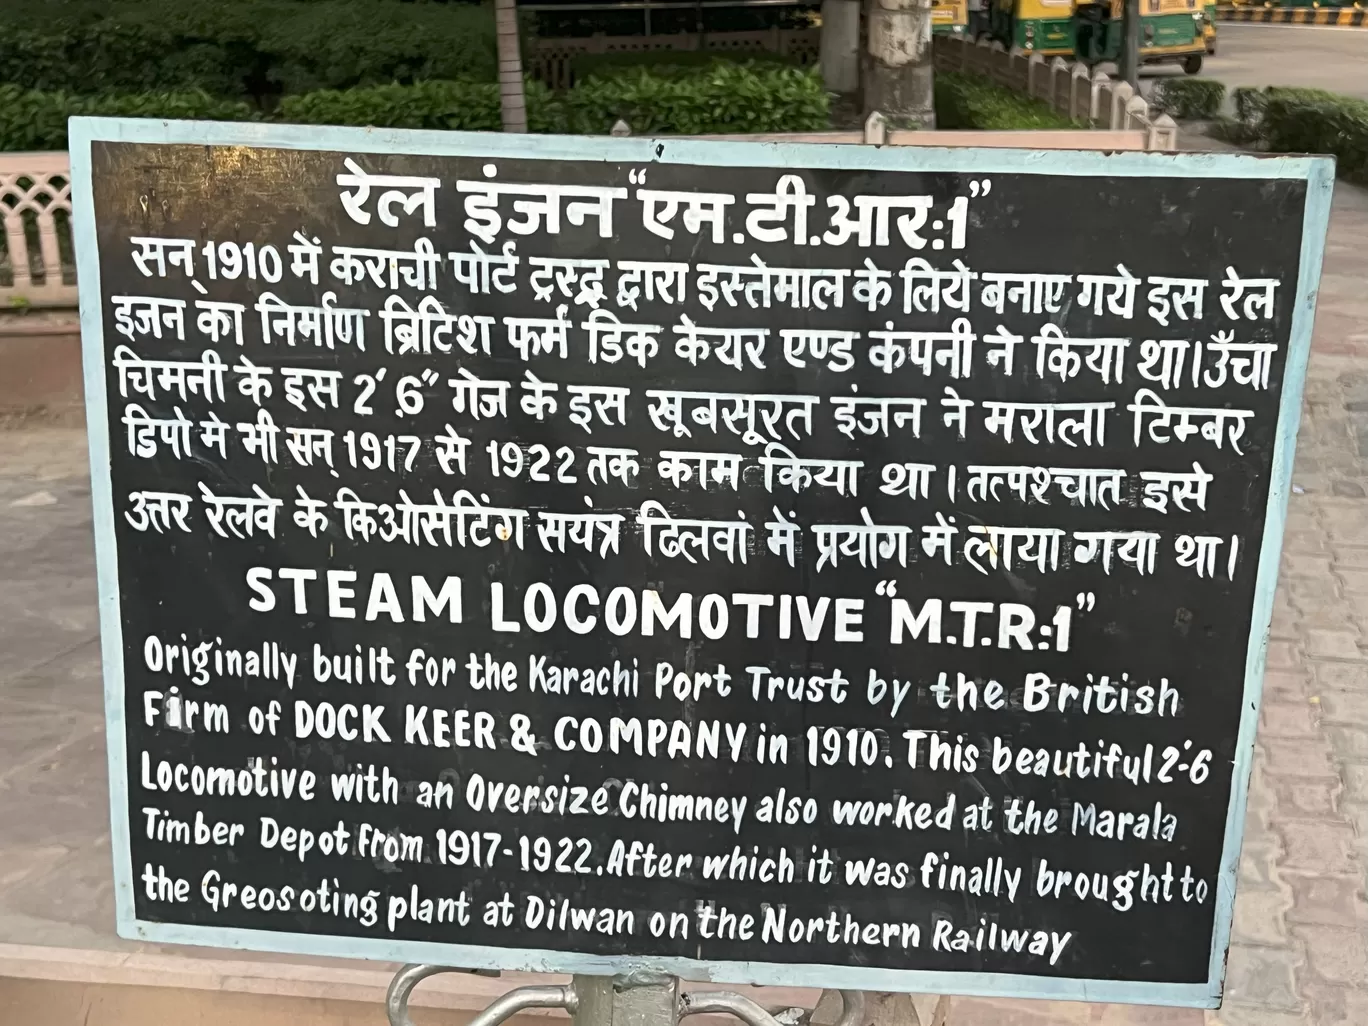 रेल इंजन “एम.टी.आर:1”
सन् 1910 में कराची पोर्ट ट्रस्ट द्वारा इस्तेमाल के लिये बनाए गये इस रेल
इंजन का निर्माण ब्रिटिश फर्म डिक केयर एण्ड कंपनी ने किया था।उँचा
चिमनी के इस 2’.6” गेज के इस खूबसूरत इंजन ने मराला टिम्बर
डिपो मे भी सन् 1917 से 1922 तक काम किया था। तत्पश्चात इसे
उत्तर रेलवे के किओसेटिंग सयंत्र ढिलवां में प्रयोग में लाया गया था।
STEAM LOCOMOTIVE “M.T.R:1”
Originally built for the Karachi Port Trust by the British
Firm of DOCK KEER & COMPANY in 1910. This beautiful 2'-6
Locomotive with an Oversize Chimney also worked at the Marala
Timber Depot From 1917-1922. After which it was finally brought to
the Greosoting plant at Dilwan on the Northern Railway